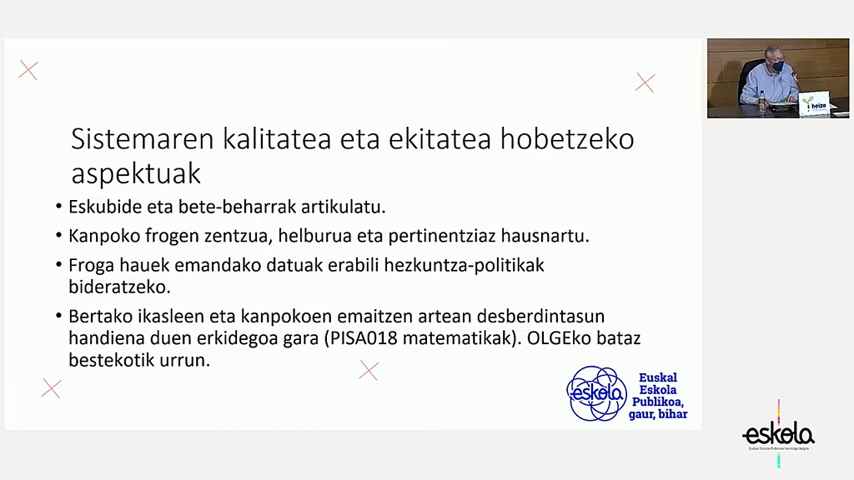 Sistemaren kalitatea eta ekitatea hobetzeko
aspektuak
• Eskubide eta bete-beharrak artikulatu.
• Kanpoko frogen zentzua, helburua eta pertinentziaz hausnartu.
• Froga hauek emandako datuak erabili hezkuntza-politikak
bideratzeko.
• Bertako ikasleen eta kanpokoen emaitzen artean desberdintasun
handiena duen erkidegoa gara (PISA018 matematikak). OLGEko bataz
bestekotik urrun.
eskola
Euskal
Eskola
Publikoa,
gaur, bihar
heize
eskola